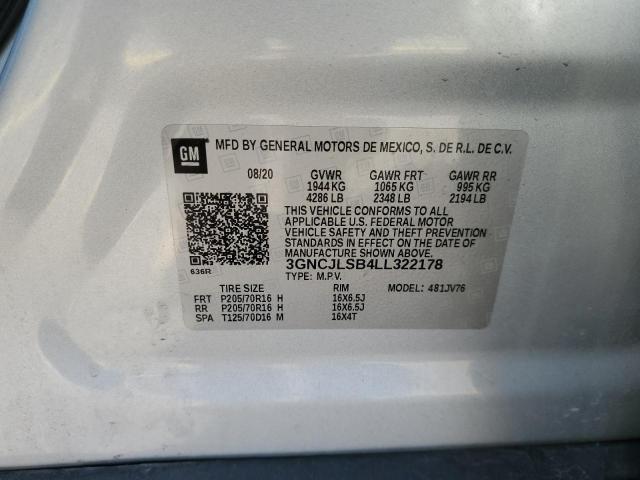 GM MFD BY GENERAL MOTORS DE MEXICO, S. DE R.L. DE C.V.
08/20 GVWR GAWR FRT GAWR RR
1944 KG 1065 KG 995 KG
4286 LB 2348 LB 2194 LB
THIS VEHICLE CONFORMS TO ALL
APPLICABLE U.S. FEDERAL MOTOR
VEHICLE SAFETY AND THEFT PREVENTION
STANDARDS IN EFFECT ON THE DATE OF
MANUFACTURE SHOWN ABOVE.
3GNCJLSB4LL322178
636R TYPE: M.P.V.
TIRE SIZE RIM MODEL: 481JV76
FRT P205/70R16 H 16X6.5J
RR P205/70R16 H 16X6.5J
SPA T125/70D16 M 16X4T